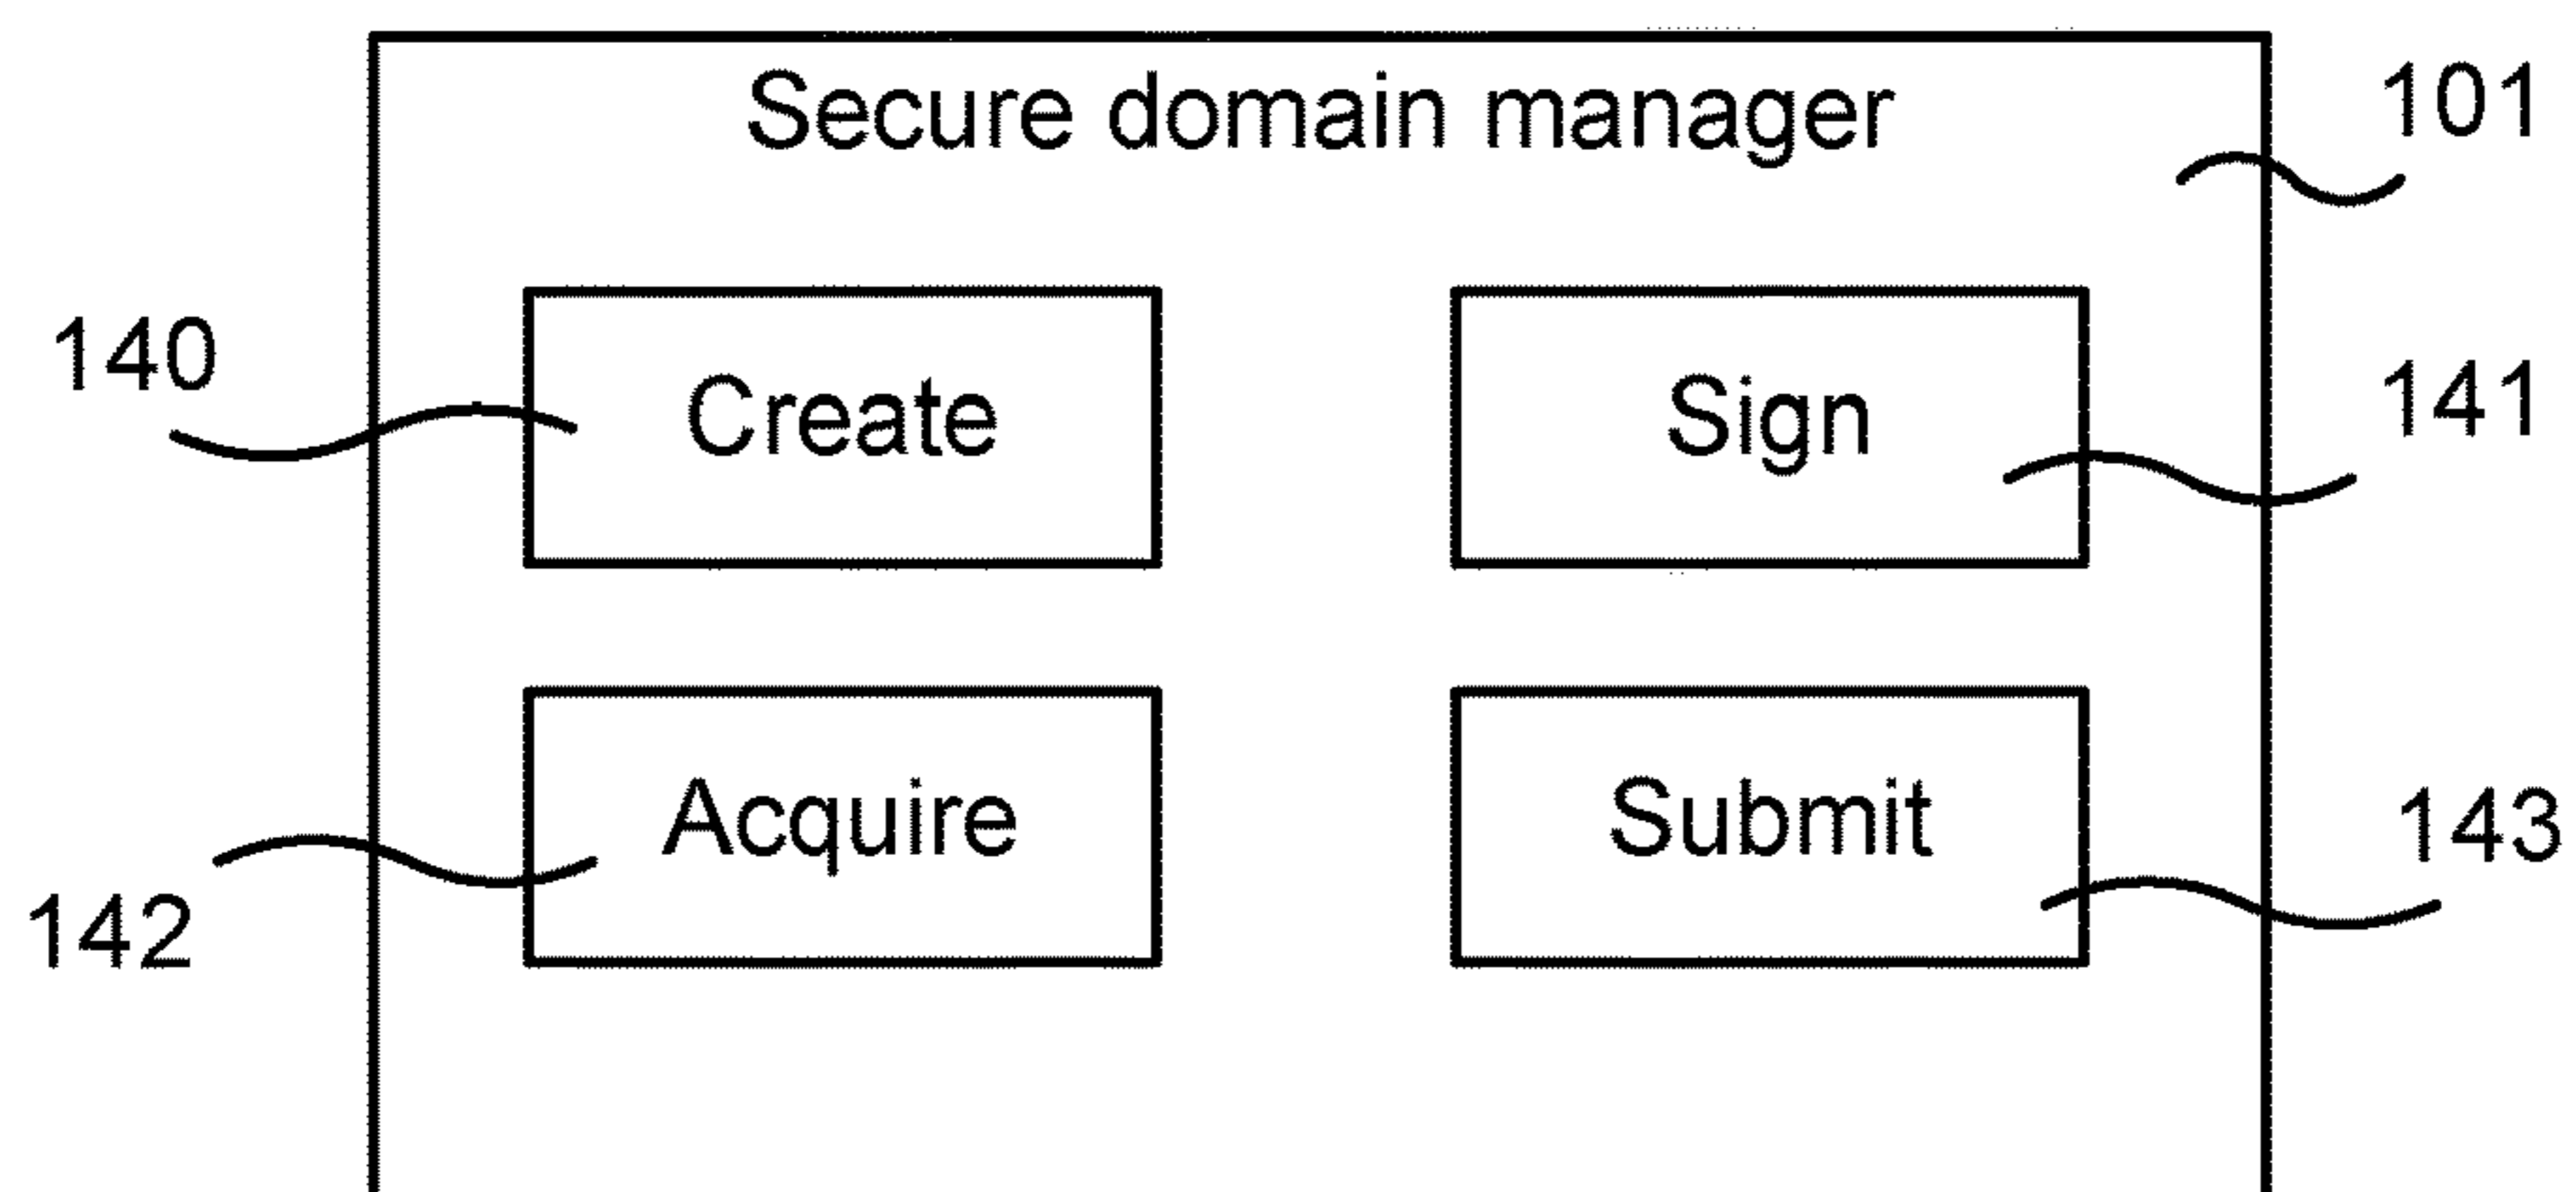 Secure domain manager
101
140
Create
Sign
141
142
Acquire
Submit
143